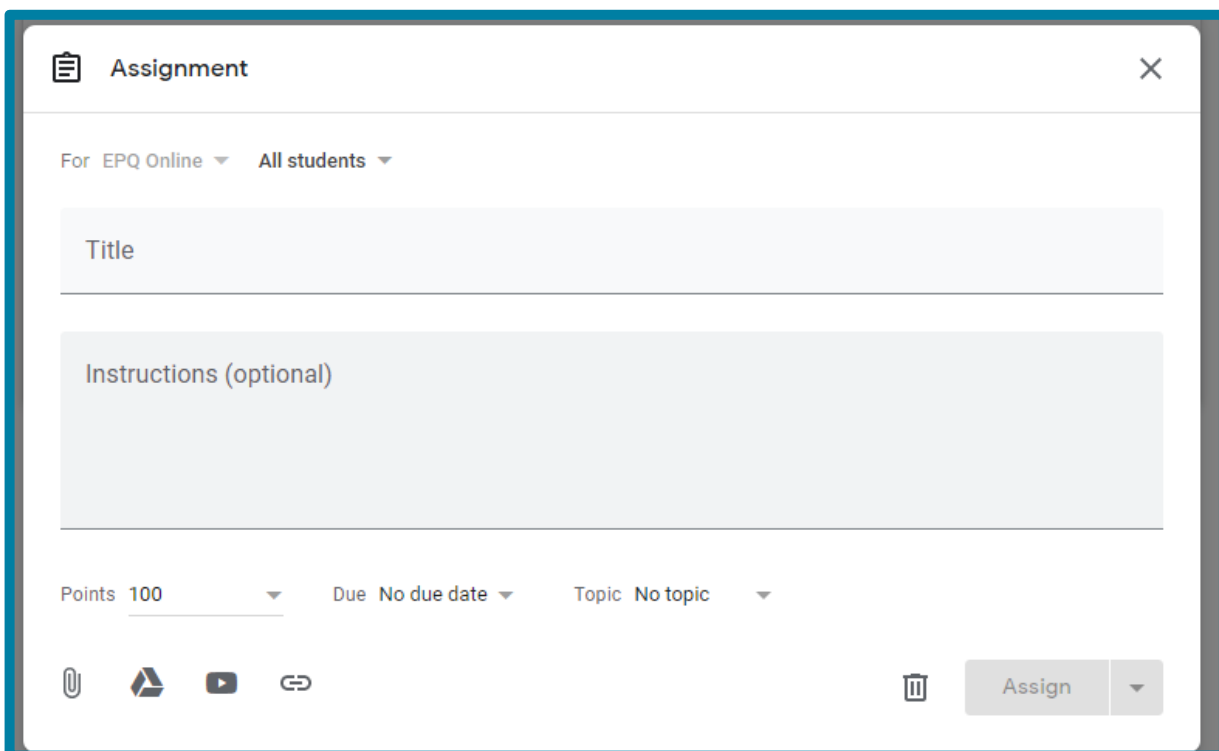 Assignment
For EPQ Online All students
Title
Instructions (optional)
Points 100 Due No due date Topic No topic
Assign